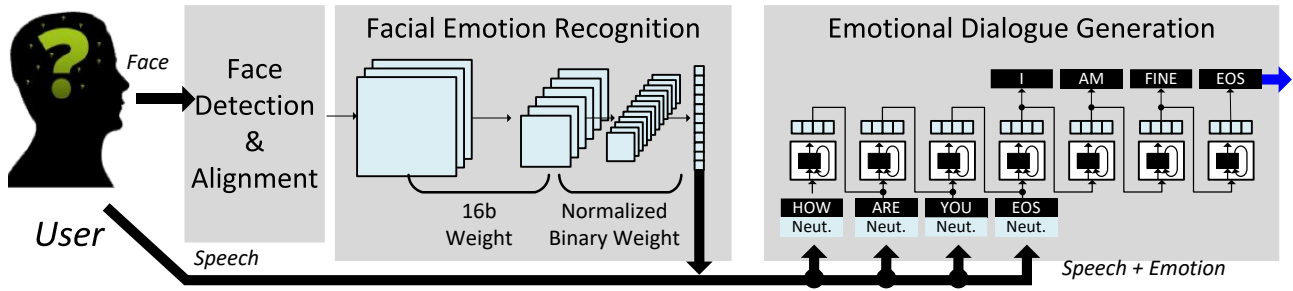 Face
Face
Detection
&
Alignment
User
Speech
Facial Emotion Recognition
16b
Weight
Normalized
Binary Weight
Emotional Dialogue Generation
I AM FINE EOS
HOW ARE YOU EOS
Neut. Neut. Neut. Neut.
Speech + Emotion
?